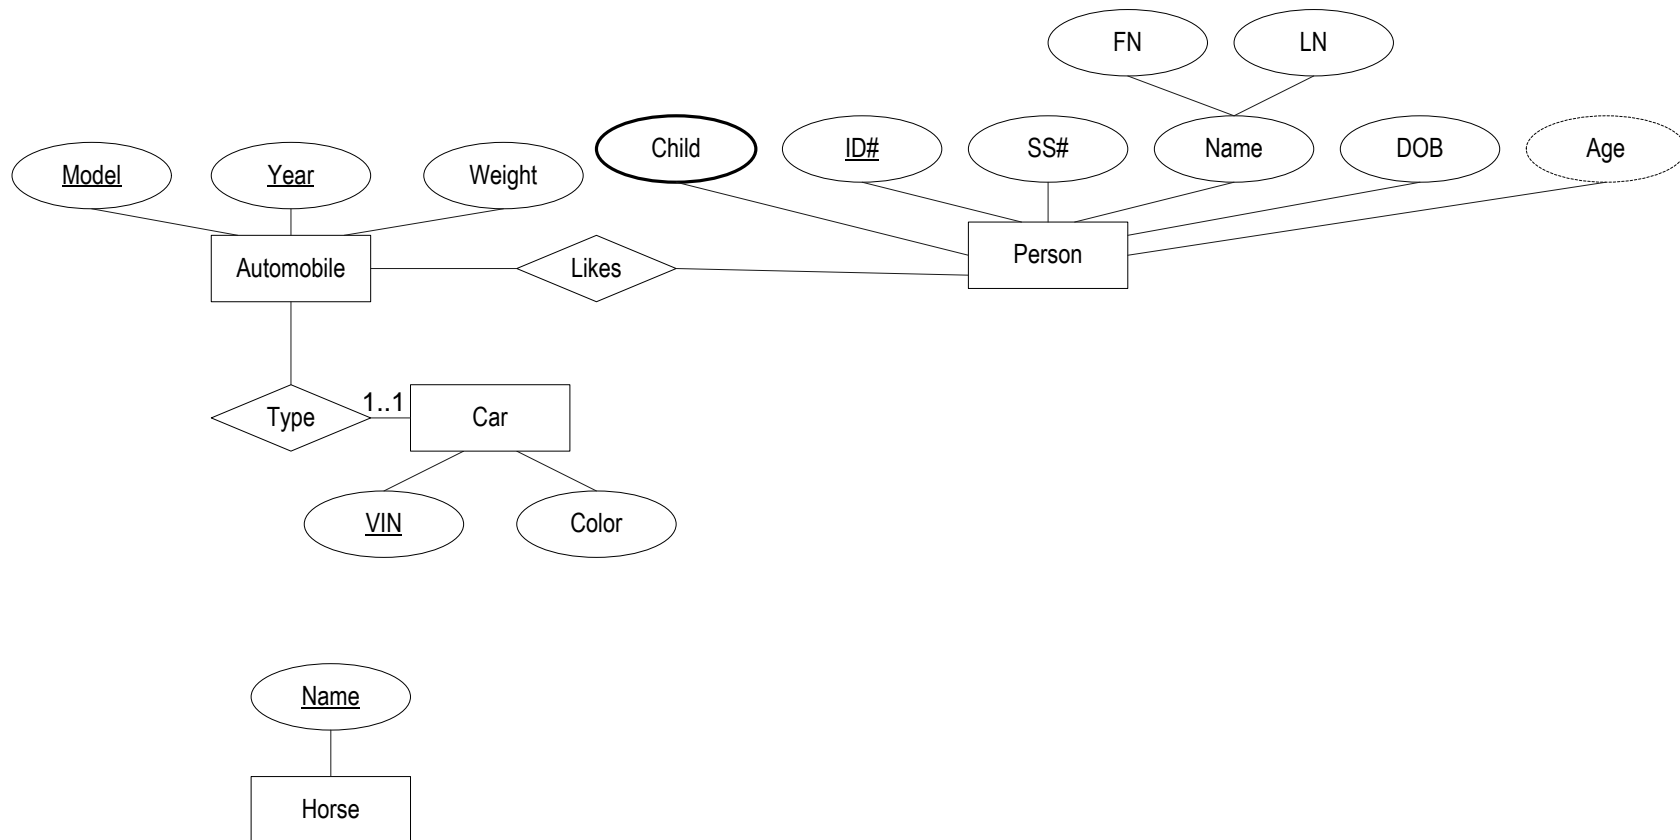 FN LN
Child ID# SS# Name DOB Age
Model Year Weight
Automobile Likes Person
Type 1..1 Car
VIN Color
Name
Horse